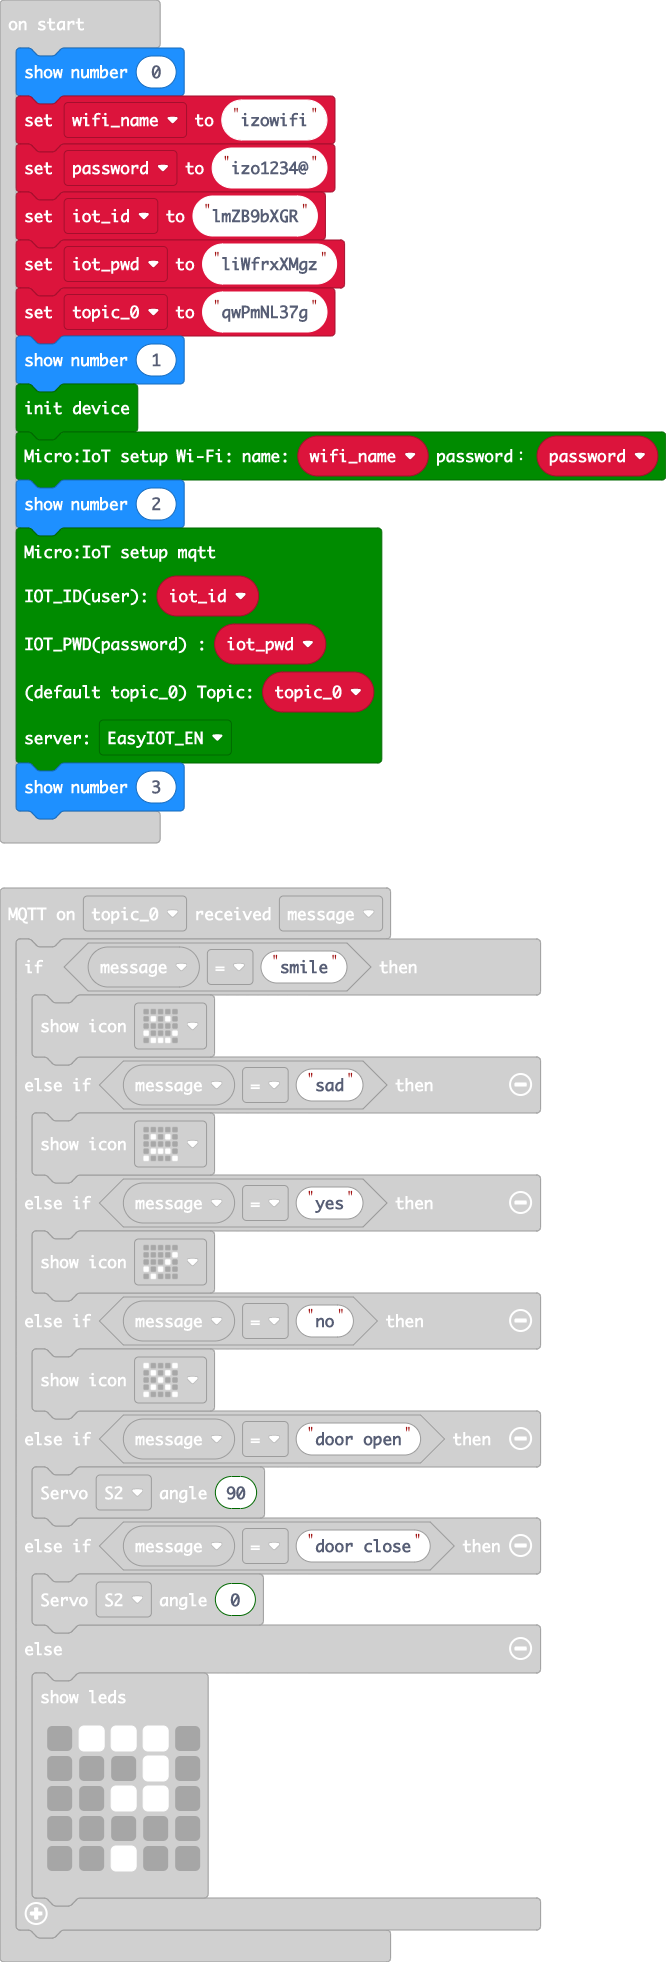 on start
show number 0
set wifi_name to "izowifi"
set password to "izo1234@"
set iot_id to "lmZB9bXGR"
set iot_pwd to "liWfrxXMgz"
set topic_0 to "qwPmNL37g"
show number 1
init device
Micro:IoT setup Wi-Fi: name: wifi_name password: password
show number 2
Micro:IoT setup mqtt
IOT_ID(user): iot_id
IOT_PWD(password) : iot_pwd
(default topic_0) Topic: topic_0
server: EasyIOT_EN
show number 3
MQTT on topic_0 received message
if message = "smile" then
show icon
else if message = "sad" then
show icon
else if message = "yes" then
show icon
else if message = "no" then
show icon
else if message = "door open" then
Servo S2 angle 90
else if message = "door close" then
Servo S2 angle 0
else
show leds